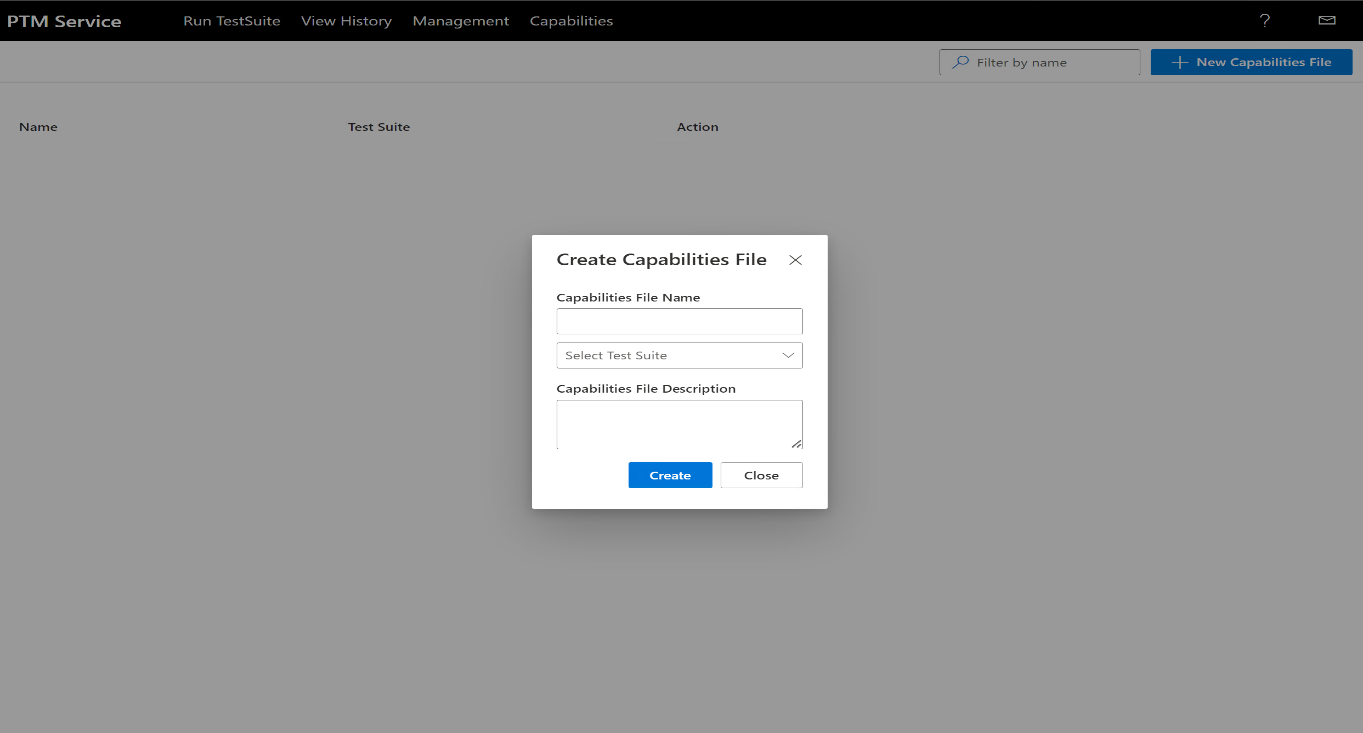 PTM Service Run TestSuite View History Management Capabilities ?
Filter by name New Capabilities File
Name Test Suite Action
Create Capabilities File
Capabilities File Name
Select Test Suite
Capabilities File Description
Create Close